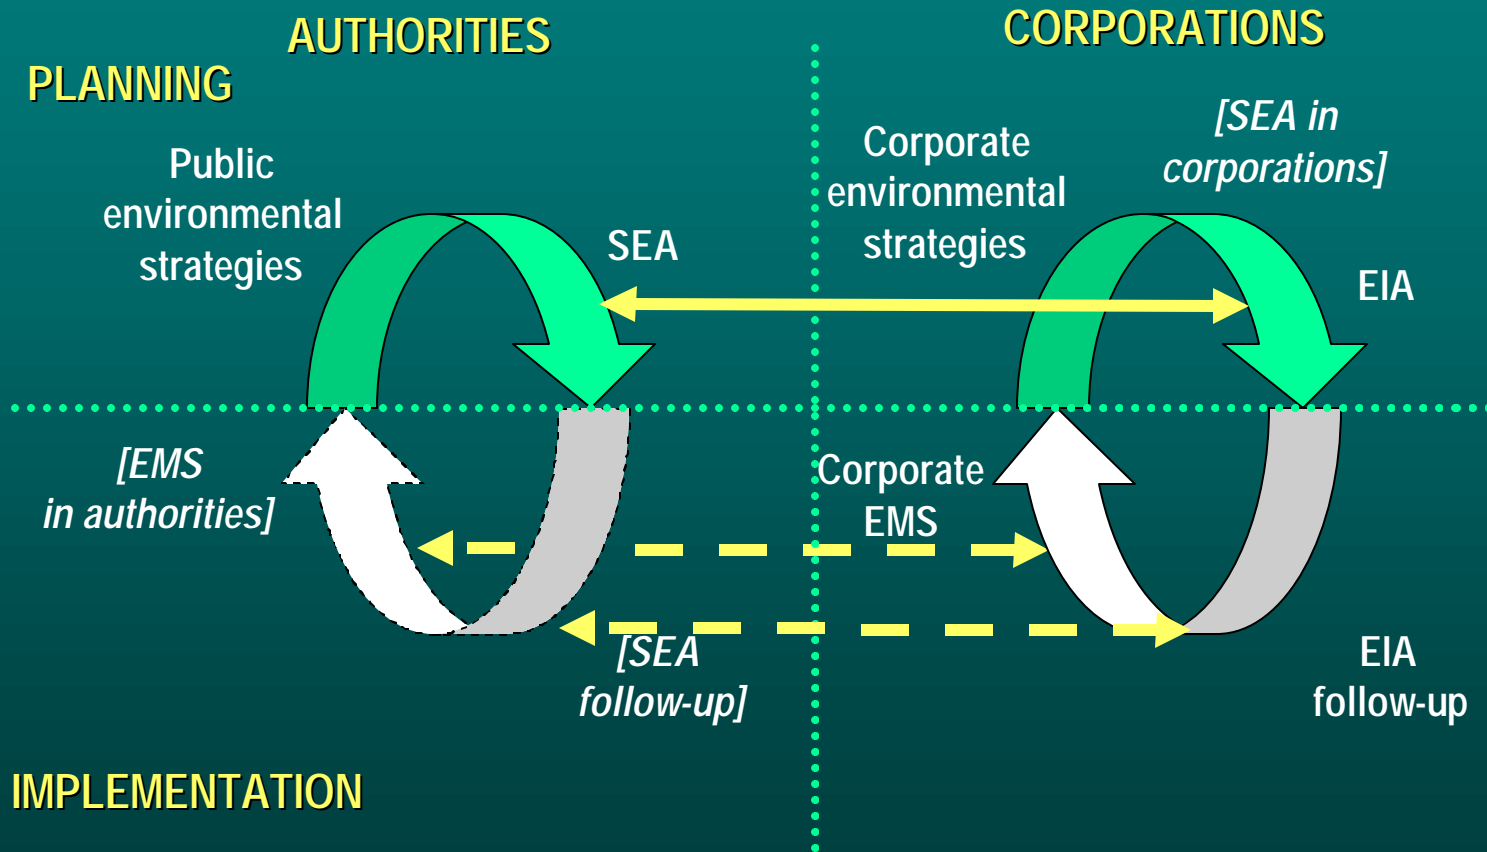 AUTHORITIES
CORPORATIONS
PLANNING
Public
environmental
strategies
SEA
Corporate
environmental
strategies
[SEA in
corporations]
EIA
[EMS
in authorities]
Corporate
EMS
[SEA
follow-up]
EIA
follow-up
IMPLEMENTATION